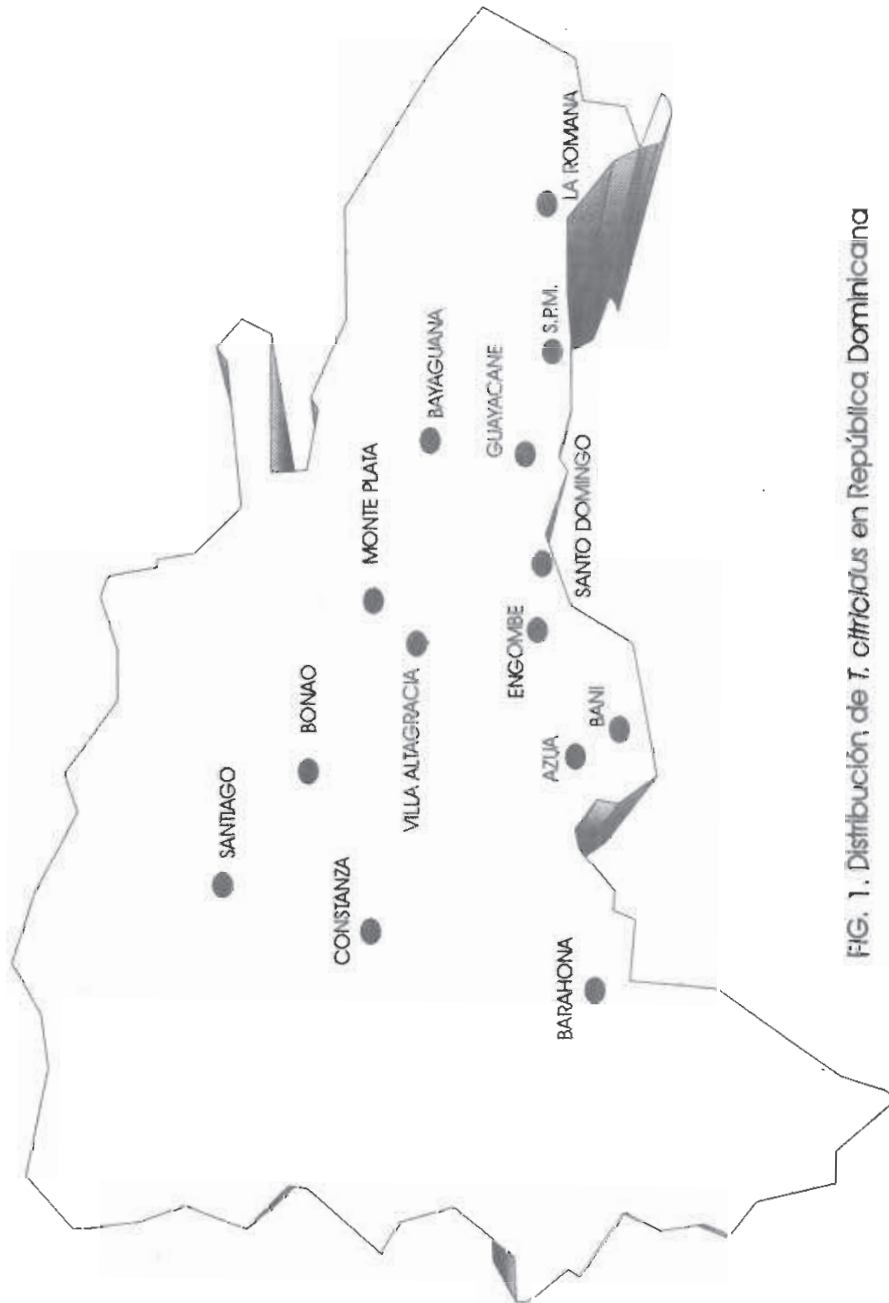 SANTIAGO
BONAO
CONSTANZA
MONTE PLATA
VILLA ALTAGRACIA
BAYAGUANA
GUAYACANE
ENGOMBE
SANTO DOMINGO
S.P.M.
LA ROMANA
AZUA
BANI
BARAHONA
FIG. 1. Distribución de T. citricidus en República Dominicana